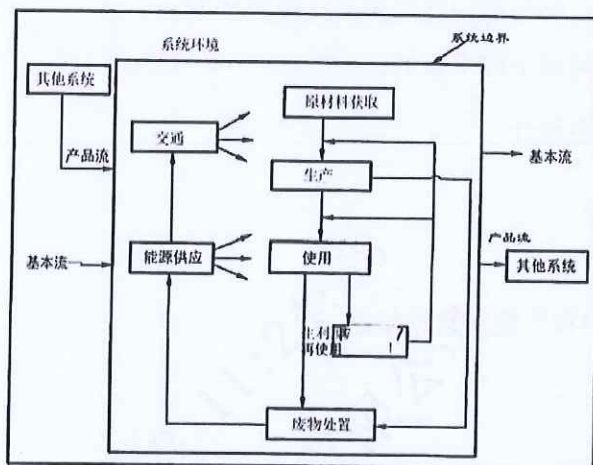 系统环境
系统边界
其他系统
原材料获取
交通
产品流
基本流
生产
产品流
基本流
能源供应
使用
其他系统
再使用
废物处置